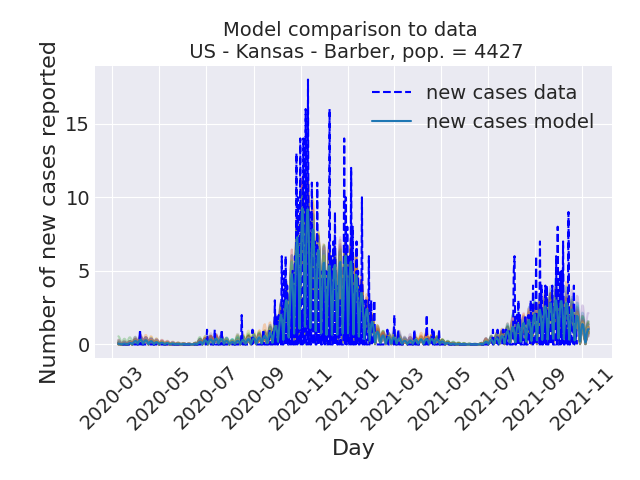 Model comparison to data
US - Kansas - Barber, pop. = 4427
new cases data
new cases model
Number of new cases reported
15
10
5
0
2020-03
2020-05
2020-07
2020-09
2020-11
2021-01
2021-03
2021-05
2021-07
2021-09
2021-11
Day